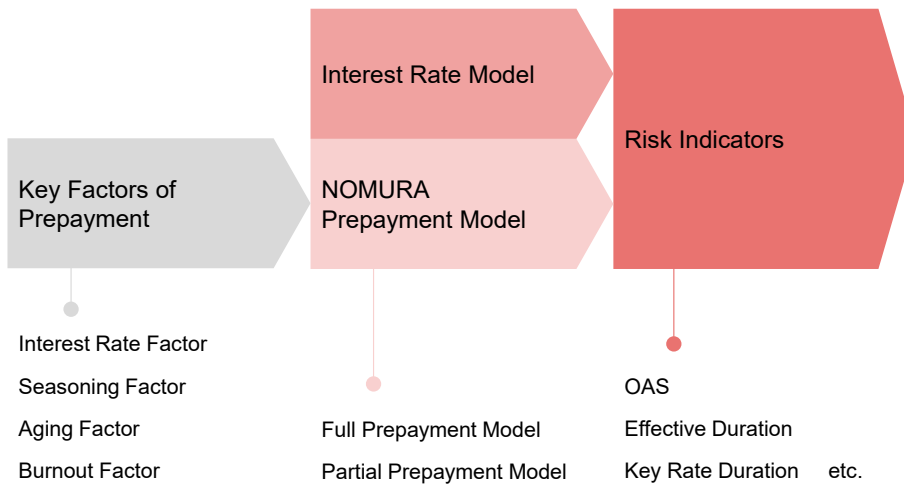 Interest Rate Model
Risk Indicators
Key Factors of
Prepayment
NOMURA
Prepayment Model
Interest Rate Factor
Seasoning Factor
Aging Factor
Burnout Factor
Full Prepayment Model
Partial Prepayment Model
OAS
Effective Duration
Key Rate Duration etc.